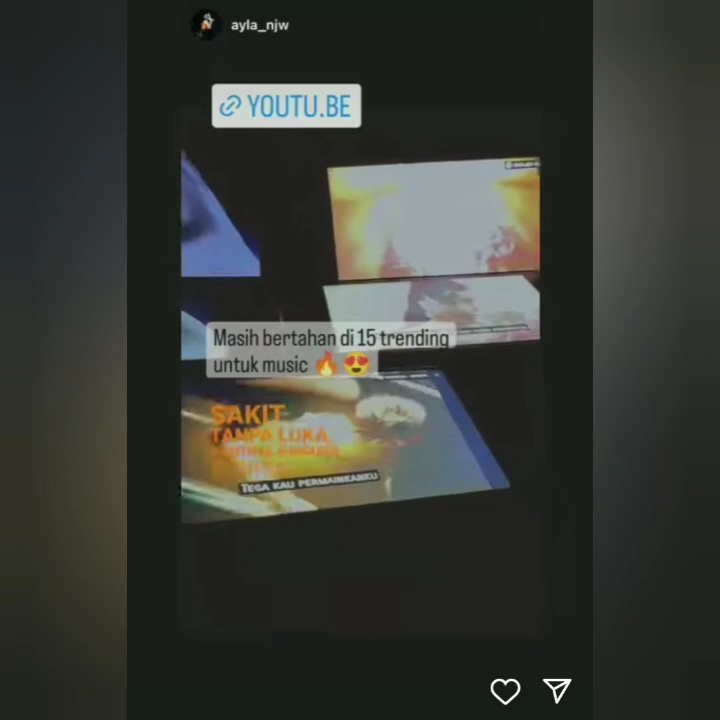 ayla_njw
YOUTU.BE
Masih bertahan di 15 trending
untuk music 🔥 😍
SAKIT
TANPA LUKA
TEGA KAU PERMAINKANKU